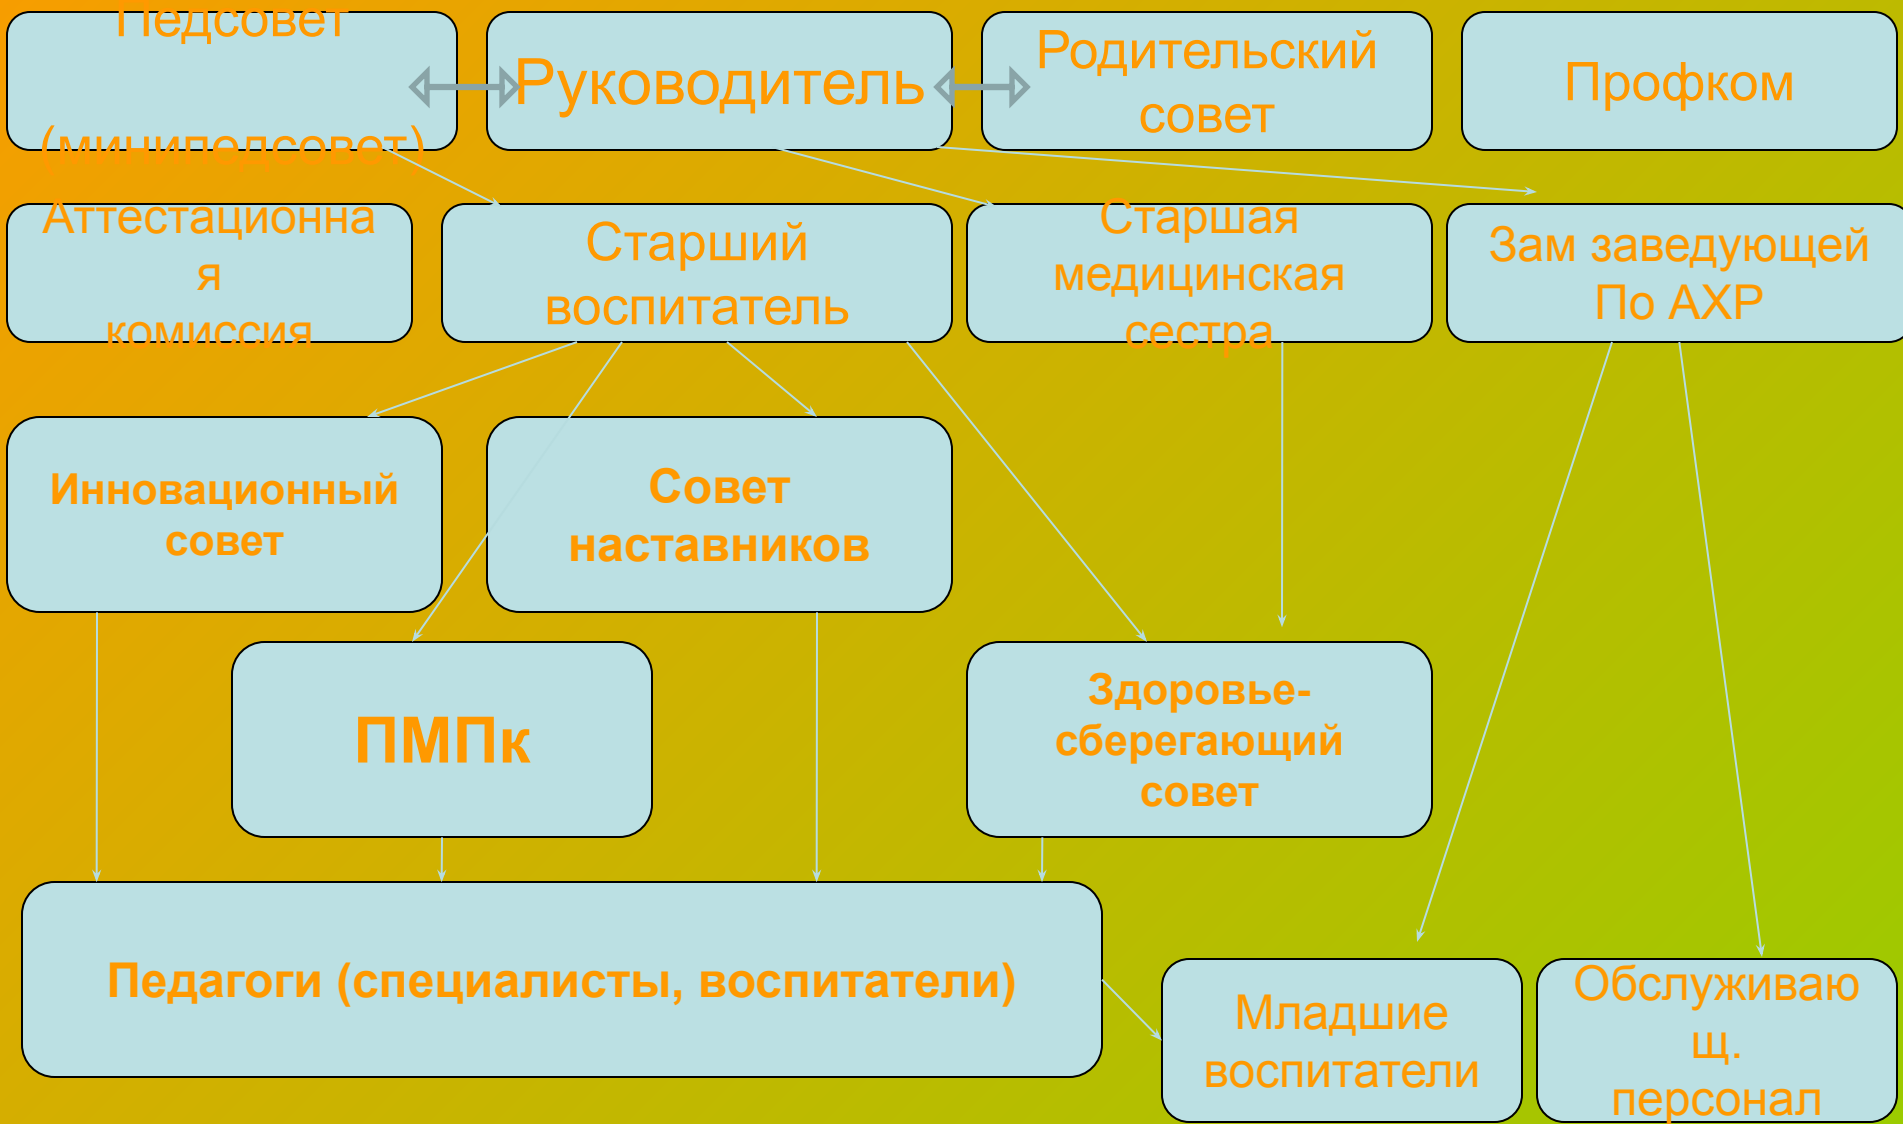 Педсовет
(минипедсовет)
Руководитель
Родительский
совет
Профком
Аттестационна
я
комиссия
Старший
воспитатель
Старшая
медицинская
сестра
Зам заведующей
По АХР
Инновационный
совет
Совет
наставников
ПМПк
Здоровье-
сберегающий
совет
Педагоги (специалисты, воспитатели)
Младшие
воспитатели
Обслуживаю
щ.
персонал